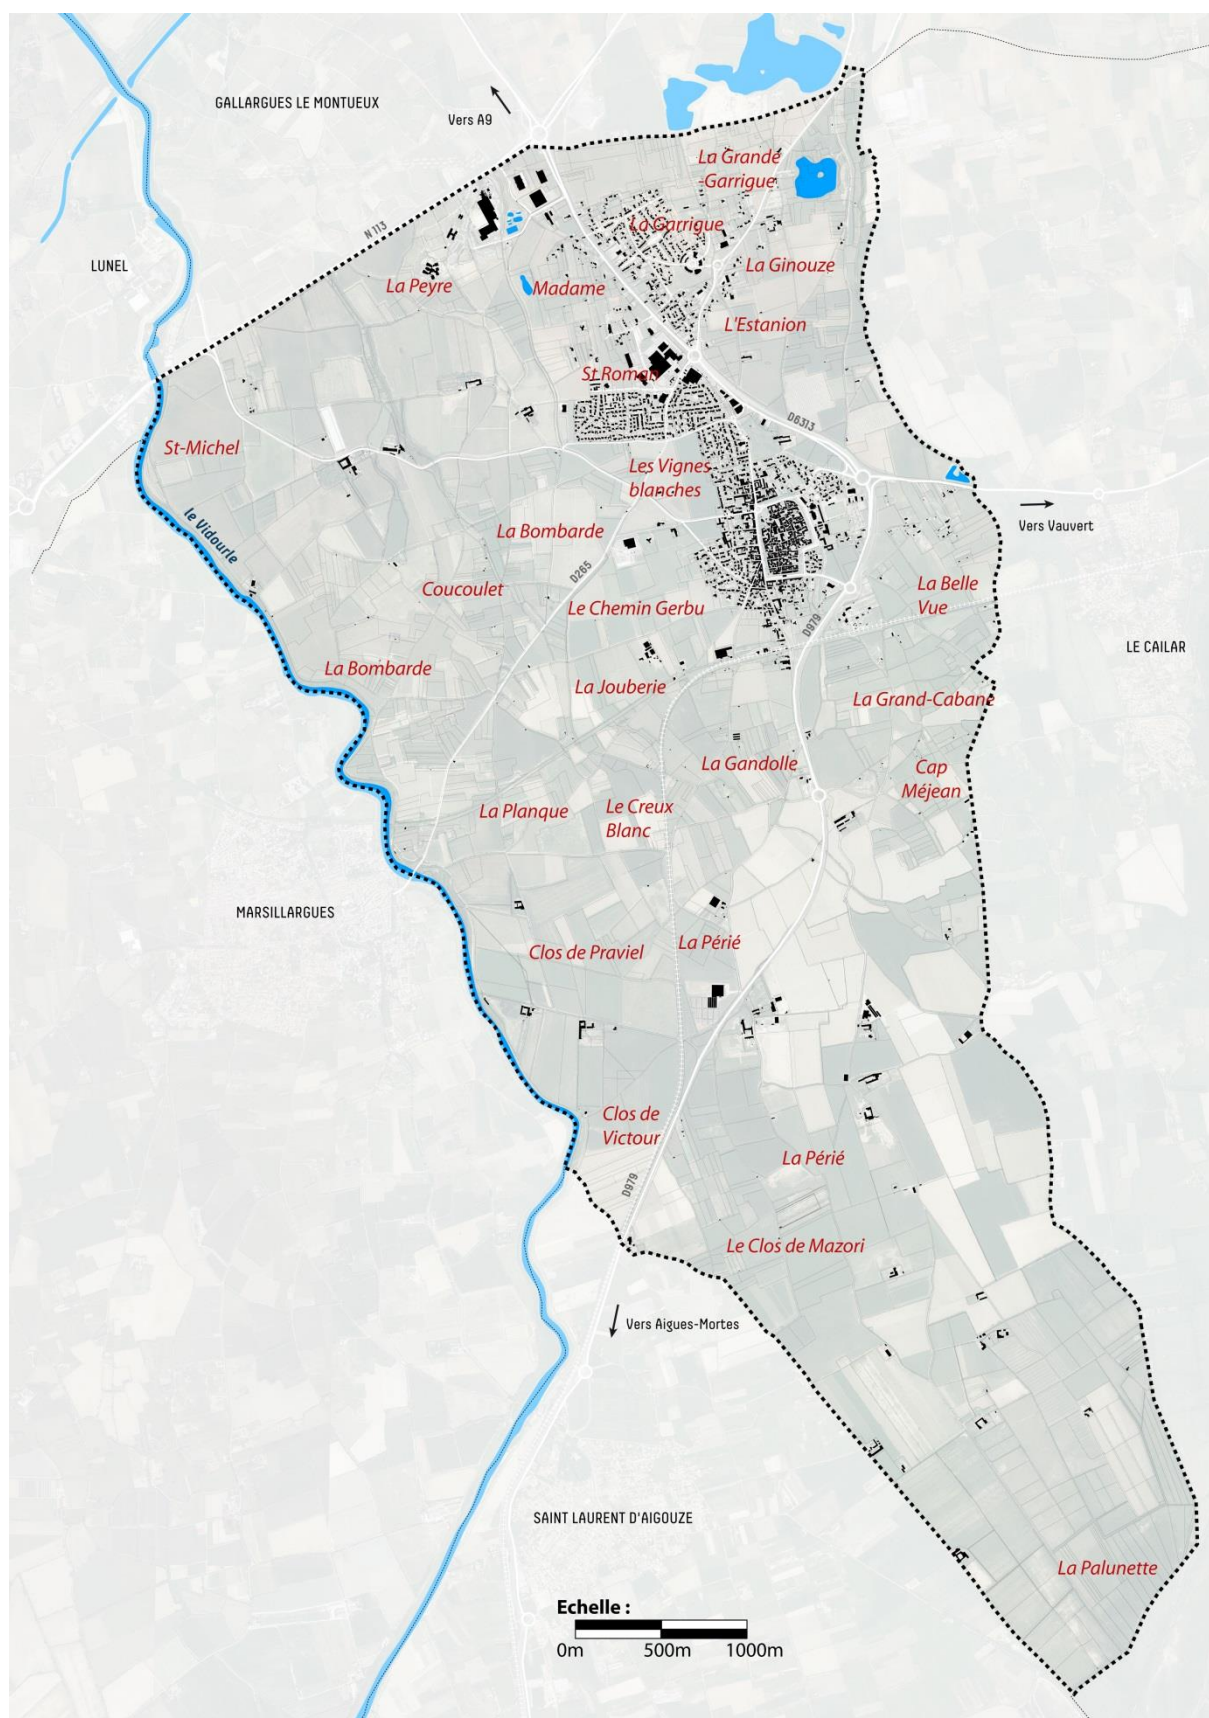 GALLARGUES LE MONTUEUX
Vers A9
La Grande
Garrigue
N 113
La Garrigue
LUNEL
La Ginouze
La Peyre
Madame
L'Estanion
St Roman
D6313
St-Michel
Les Vignes
blanches
le Vidourle
La Bombarde
Vers Vauvert
D265
Coucoulet
La Belle
Vue
Le Chemin Gerbu
D979
LE CAILAR
La Bombarde
La Jouberie
La Grand-Cabane
La Gandolle
Cap
Méjean
La Planque
Le Creux
Blanc
MARSILLARGUES
Clos de Praviel
La Périé
Clos de
Victour
La Périé
D979
Le Clos de Mazori
Vers Aigues-Mortes
SAINT LAURENT D'AIGOUZE
La Palunette
Echelle :
0m 500m 1000m